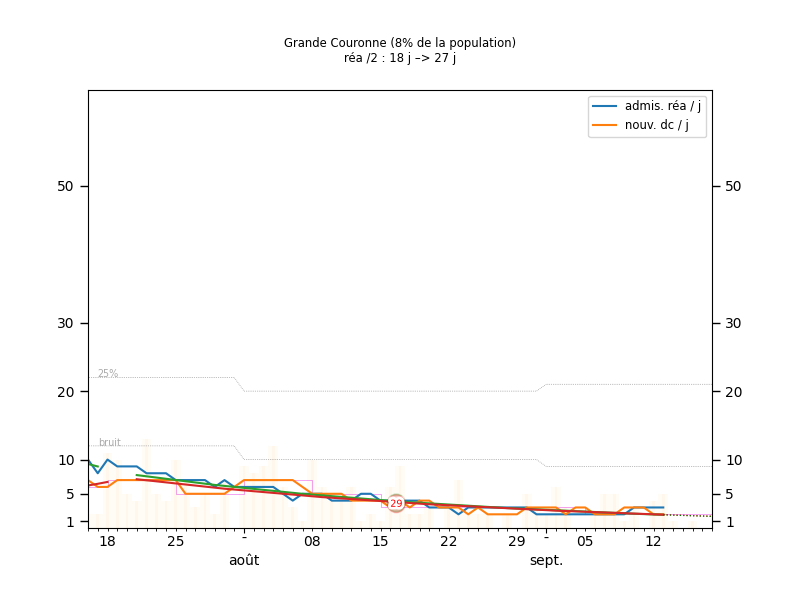 Grande Couronne (8% de la population)
réa /2 : 18 j –> 27 j
admis. réa / j
nouv. dc / j
50 50
30 30
25%
20 20
bruit
10 10
5 5
29
1 1
18 25 - 08 15 22 29 - 05 12
août sept.